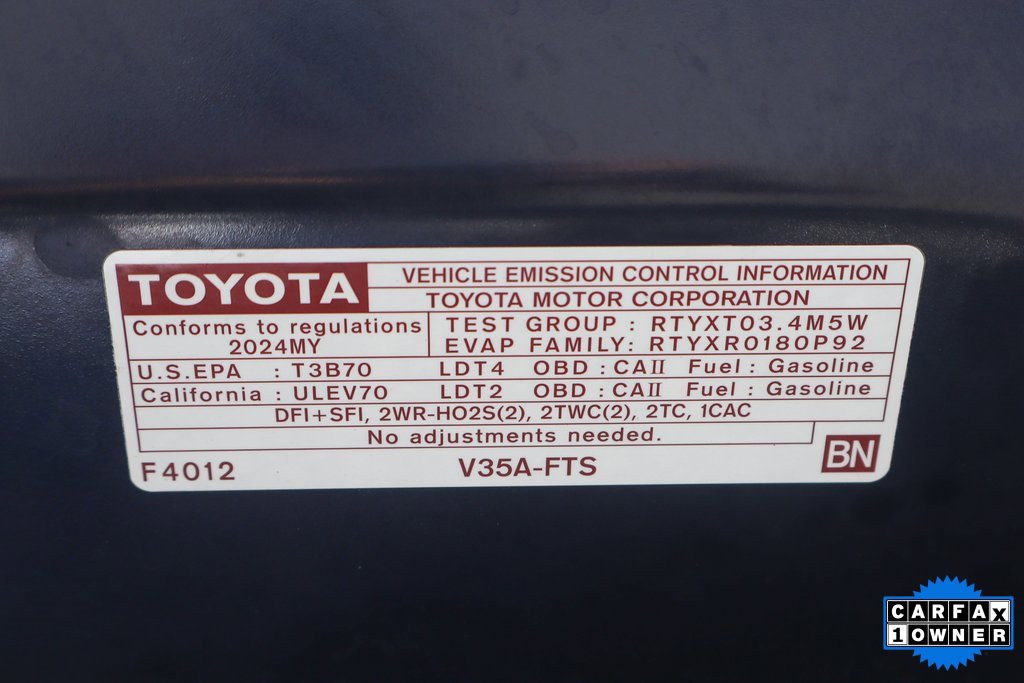 TOYOTA
VEHICLE EMISSION CONTROL INFORMATION
TOYOTA MOTOR CORPORATION
Conforms to regulations
2024MY
TEST GROUP : RTYXT03.4M5W
EVAP FAMILY: RTYXR0180P92
U.S.EPA : T3B70 LDT4 OBD : CAII Fuel : Gasoline
California : ULEV70 LDT2 OBD : CAII Fuel : Gasoline
DFI+SFI, 2WR-HO2S(2), 2TWC(2), 2TC, 1CAC
No adjustments needed.
F4012 V35A-FTS BN
CARFAX
1 OWNER